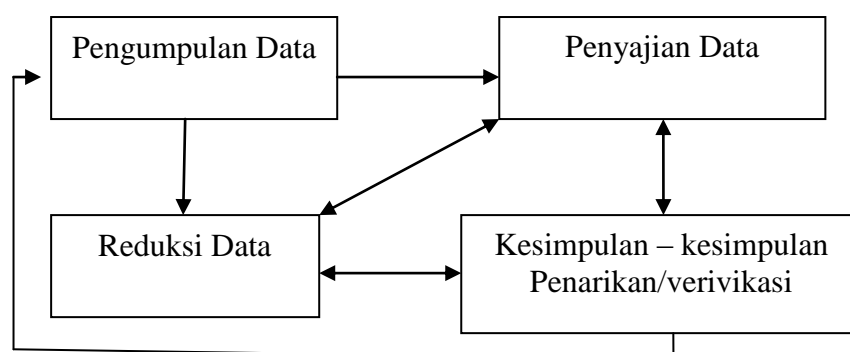 Pengumpulan Data
Penyajian Data
Reduksi Data
Kesimpulan – kesimpulan
Penarikan/verivikasi